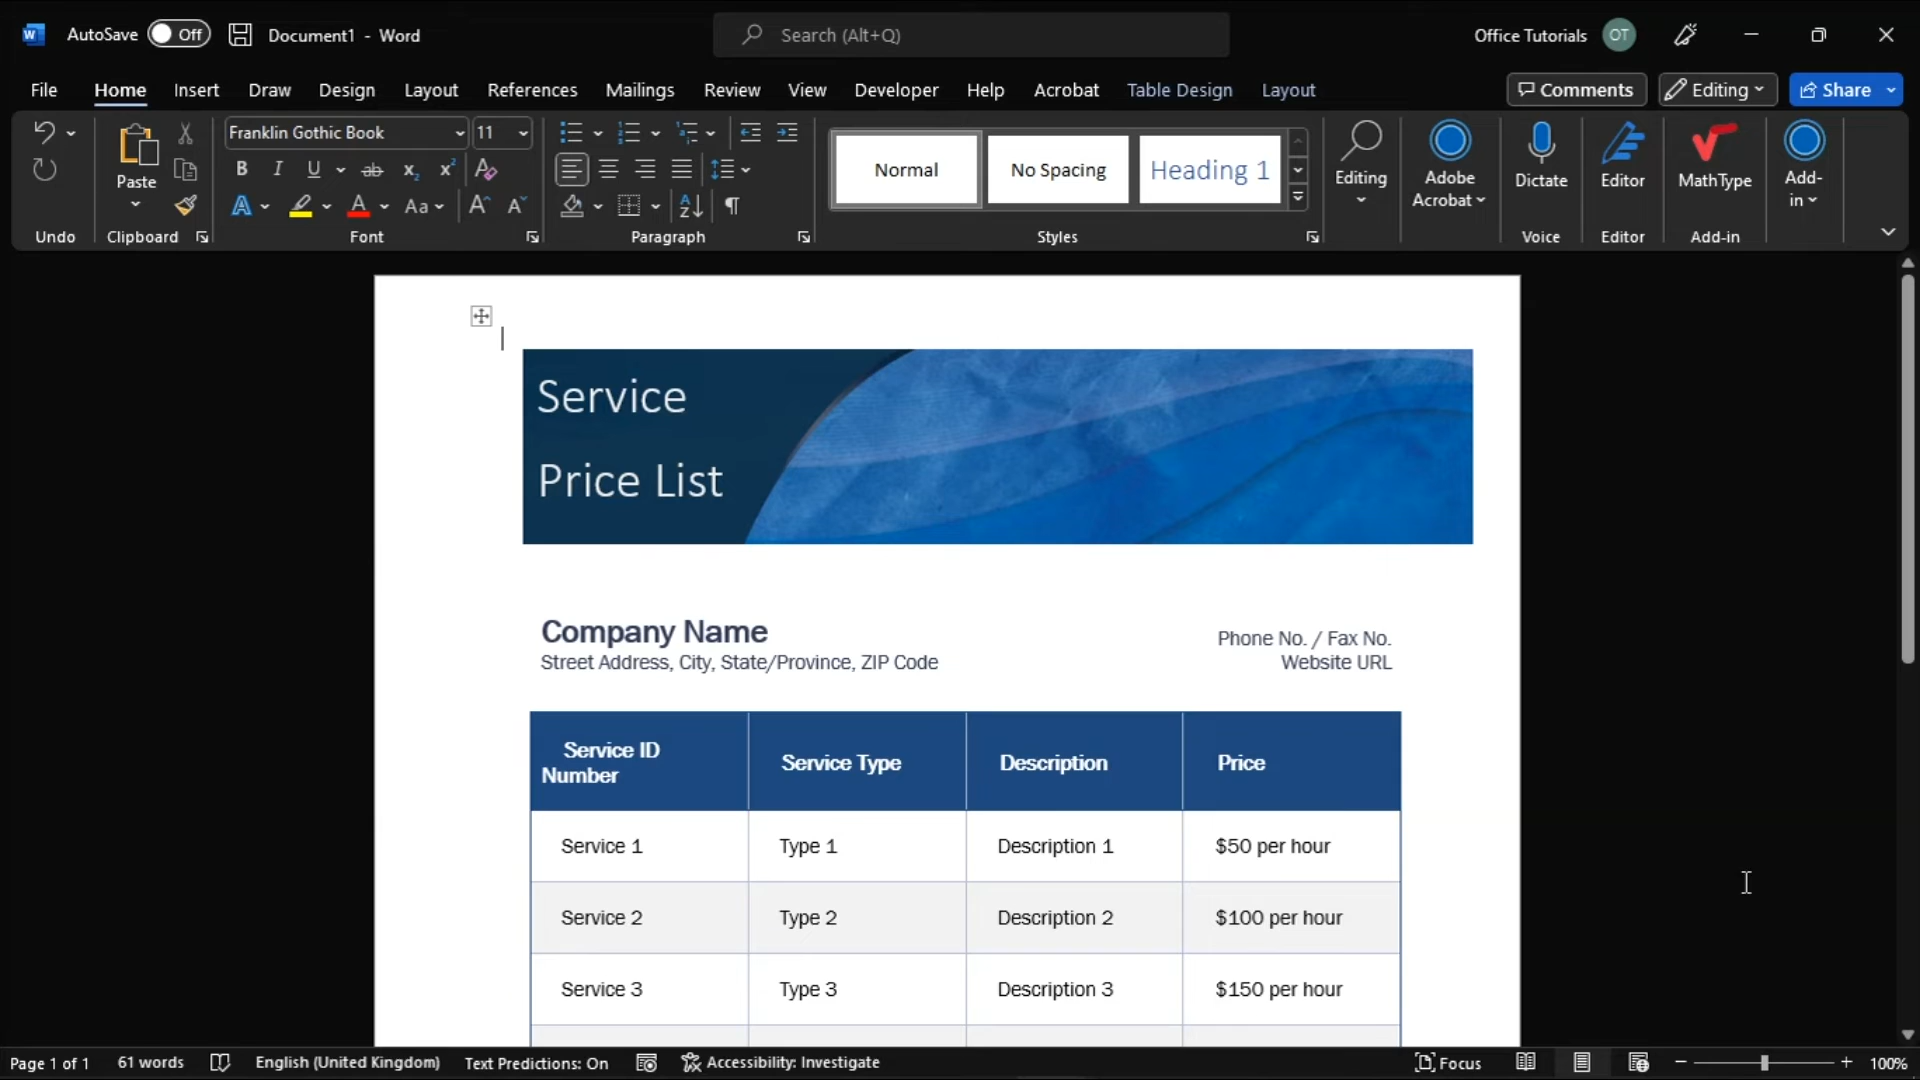 AutoSave Off Document1 - Word Search (Alt+Q) Office Tutorials OT
File Home Insert Draw Design Layout References Mailings Review View Developer Help Acrobat Table Design Layout Comments Editing Share
Franklin Gothic Book 11
Paste
Normal No Spacing Heading 1
Editing
Adobe Acrobat
Dictate
Editor
MathType
Add-in
Undo Clipboard Font Paragraph Styles Voice Editor Add-in
Service
Price List
Company Name
Street Address, City, State/Province, ZIP Code
Phone No. / Fax No.
Website URL
Service ID Number Service Type Description Price
Service 1 Type 1 Description 1 $50 per hour
Service 2 Type 2 Description 2 $100 per hour
Service 3 Type 3 Description 3 $150 per hour
Page 1 of 1 61 words English (United Kingdom) Text Predictions: On Accessibility: Investigate Focus 100%